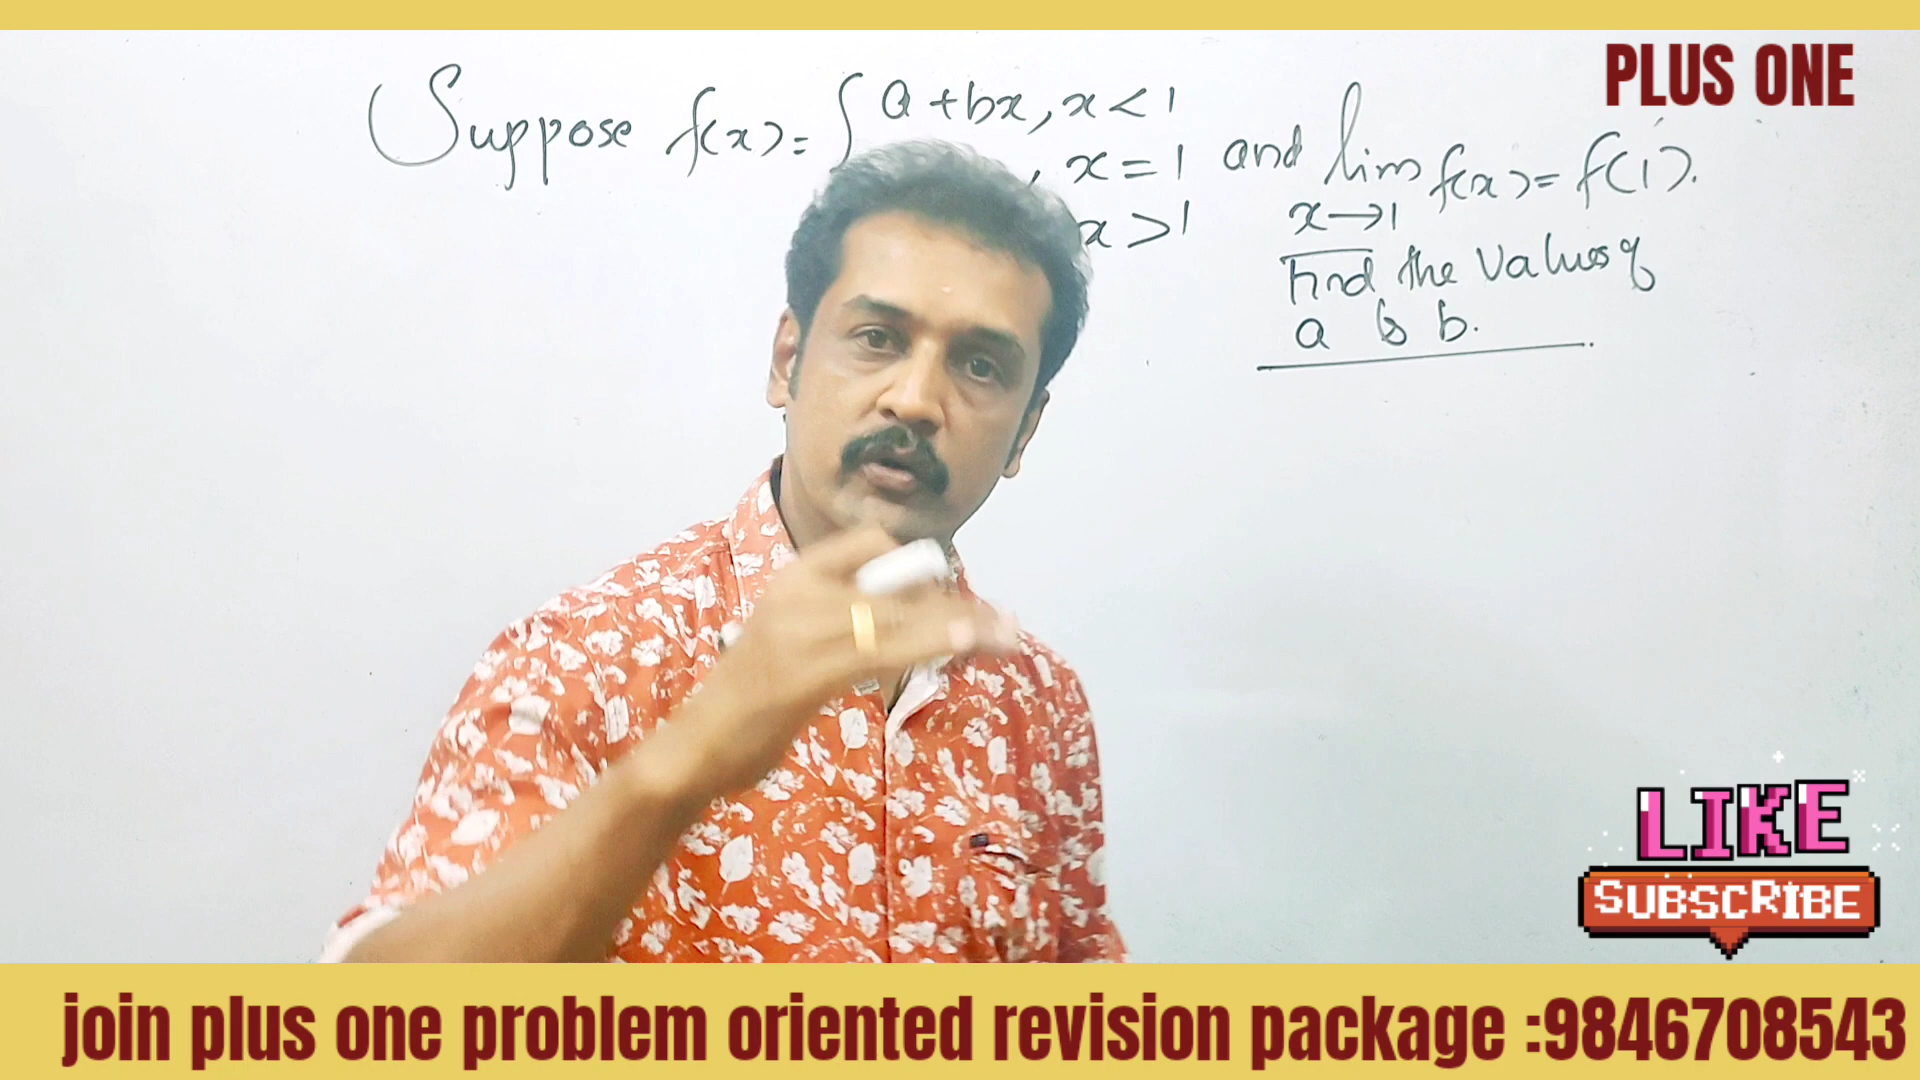 PLUS ONE
Suppose f(x) = { a + bx, x < 1
, x = 1 and lim f(x) = f(1).
x > 1 x→1
Find the values of
a & b.
LIKE
SUBSCRIBE
join plus one problem oriented revision package :9846708543